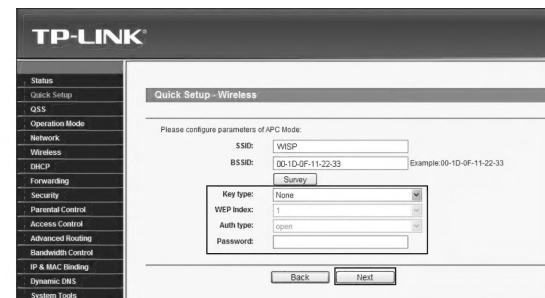 TP-LINK®
Status
Quick Setup
QSS
Operation Mode
Network
Wireless
DHCP
Forwarding
Security
Parental Control
Access Control
Advanced Routing
Bandwidth Control
IP & MAC Binding
Dynamic DNS
System Tools
Quick Setup - Wireless
Please configure parameters of APC Mode:
SSID: WISP
BSSID: 00-1D-0F-11-22-33 Example:00-1D-0F-11-22-33
Survey
Key type: None
WEP Index: 1
Auth type: open
Password:
Back Next